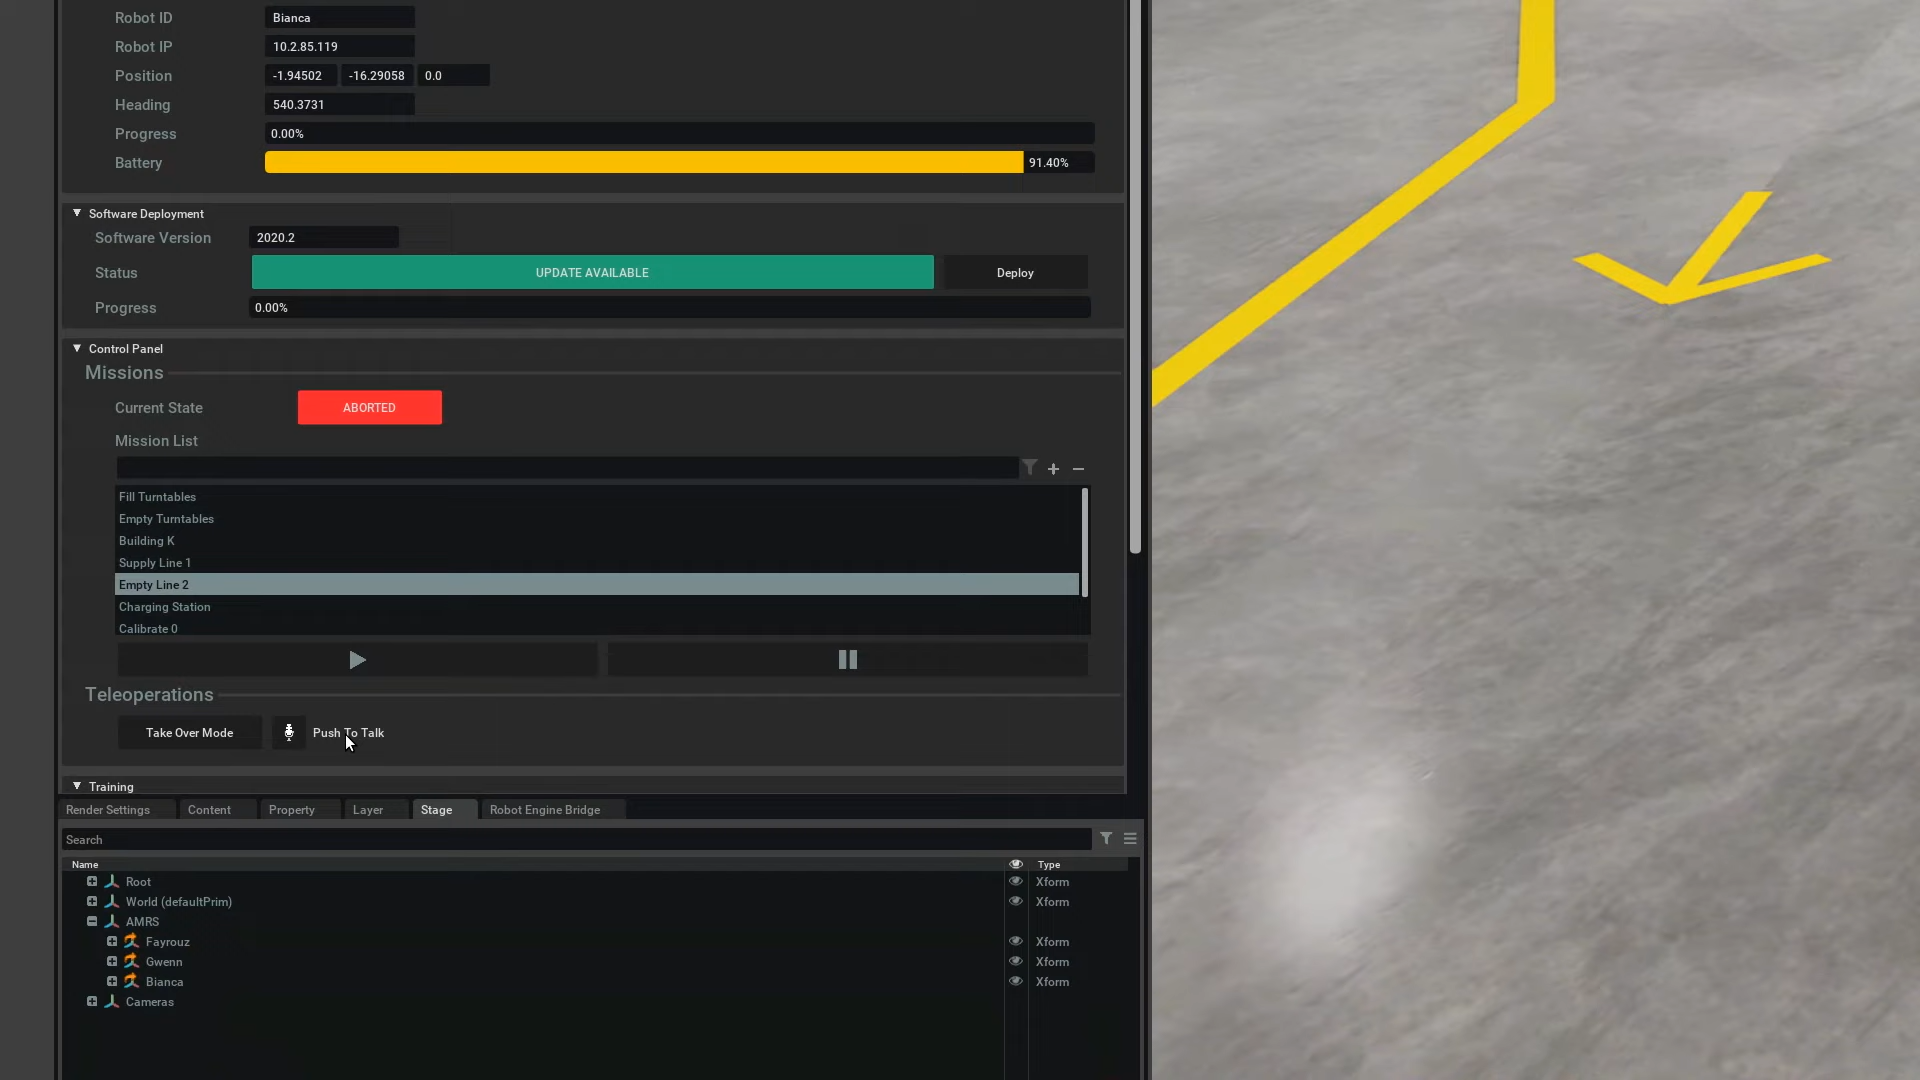 Robot ID Bianca
Robot IP 10.2.85.119
Position -1.94502 -16.29058 0.0
Heading 540.3731
Progress 0.00%
Battery 91.40%
Software Deployment
Software Version 2020.2
Status UPDATE AVAILABLE Deploy
Progress 0.00%
Control Panel
Missions
Current State ABORTED
Mission List
Fill Turntables
Empty Turntables
Building K
Supply Line 1
Empty Line 2
Charging Station
Calibrate 0
Teleoperations
Take Over Mode Push To Talk
Training
Render Settings Content Property Layer Stage Robot Engine Bridge
Search
Name Type
Root Xform
World (defaultPrim) Xform
AMRS
Fayrouz Xform
Gwenn Xform
Bianca Xform
Cameras